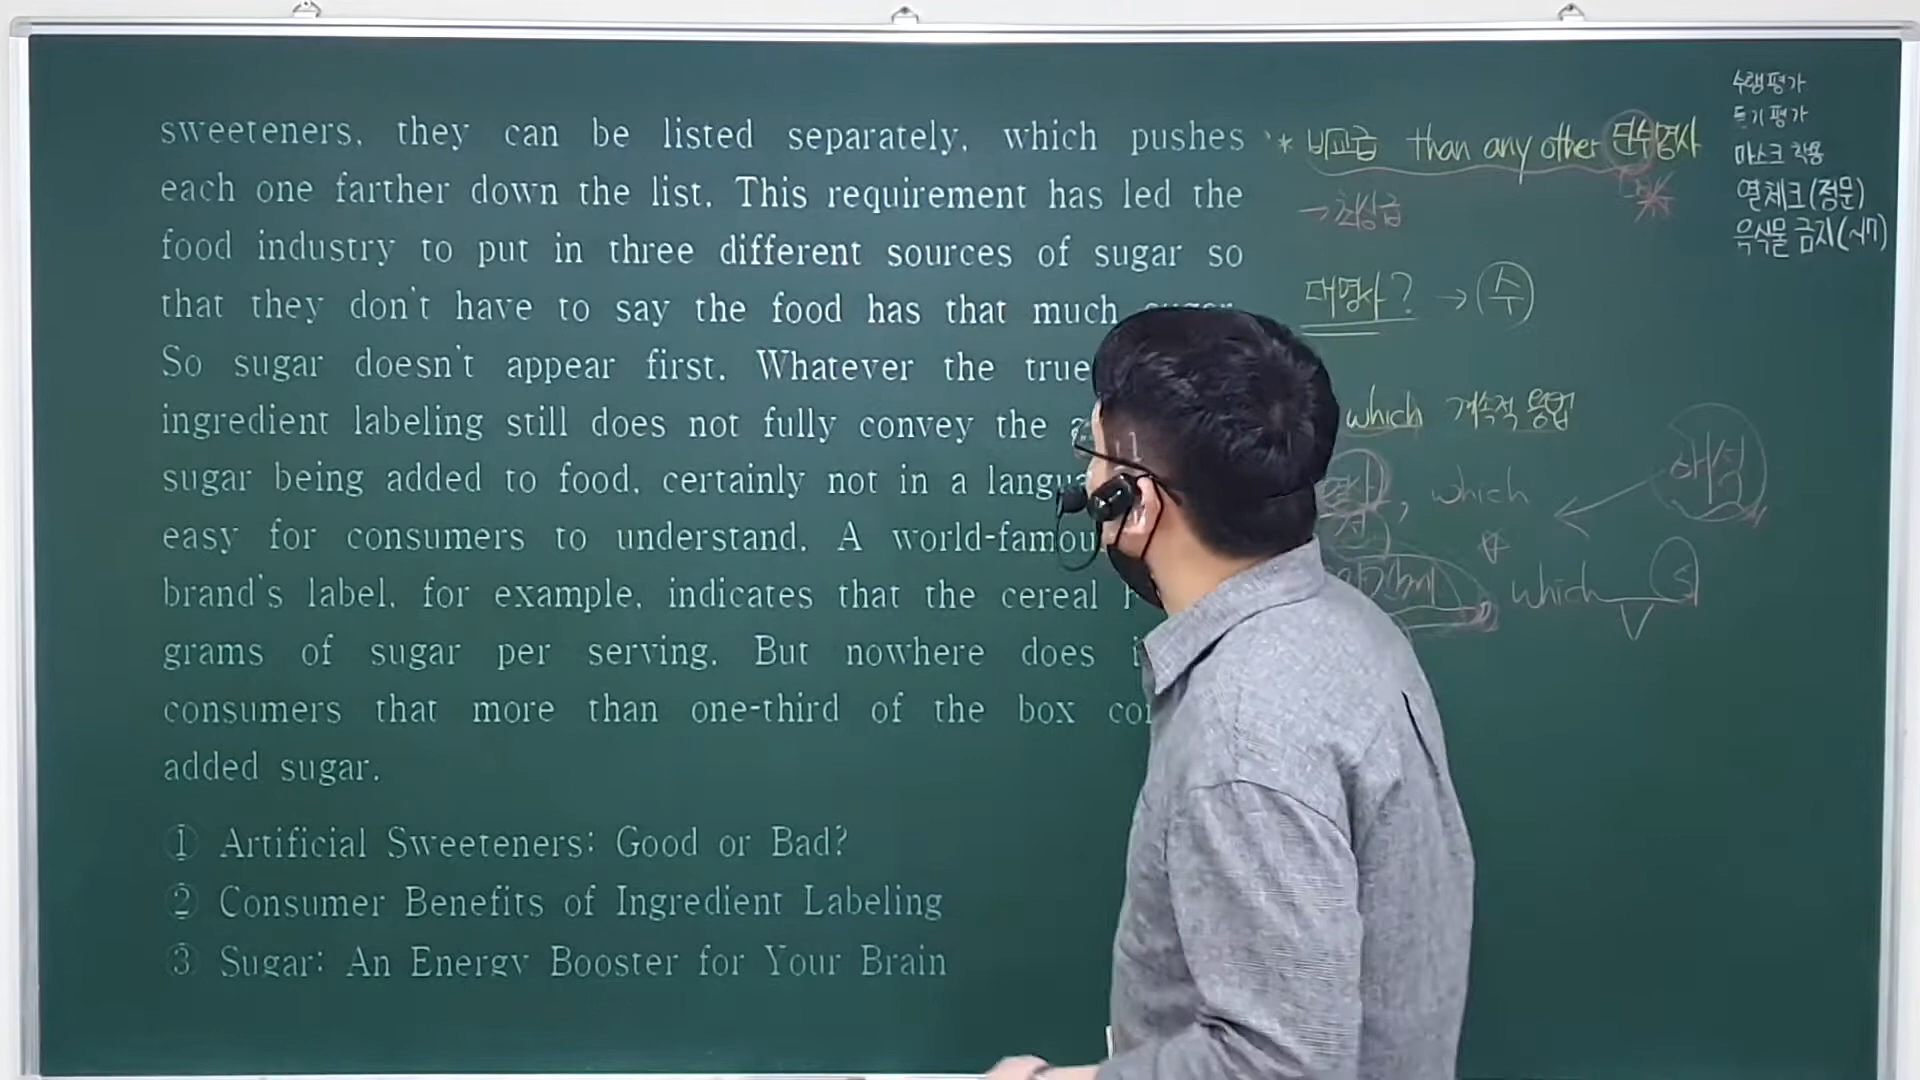 sweeteners, they can be listed separately, which pushes
each one farther down the list. This requirement has led the
food industry to put in three different sources of sugar so
that they don't have to say the food has that much
So sugar doesn't appear first. Whatever the true
ingredient labeling still does not fully convey the
sugar being added to food, certainly not in a
easy for consumers to understand. A
brand's label, for example, indicates that the cereal
grams of sugar per serving. But nowhere does
consumers that more than one-third of the box
added sugar.
① Artificial Sweeteners: Good or Bad?
② Consumer Benefits of Ingredient Labeling
③ Sugar: An Energy Booster for Your Brain
* 비교급 than any other 단수명사
→ 최상급
대명사? → 수
which 계속적 용법
, which
해석
which S
V
수행평가
듣기평가
마스크 착용
열체크(정문)
음식물 금지